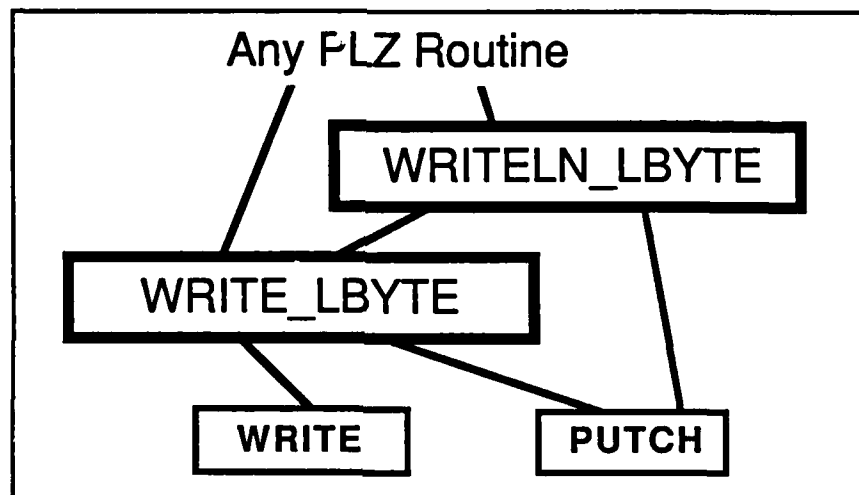 Any PLZ Routine
WRITELN_LBYTE
WRITE_LBYTE
WRITE PUTCH